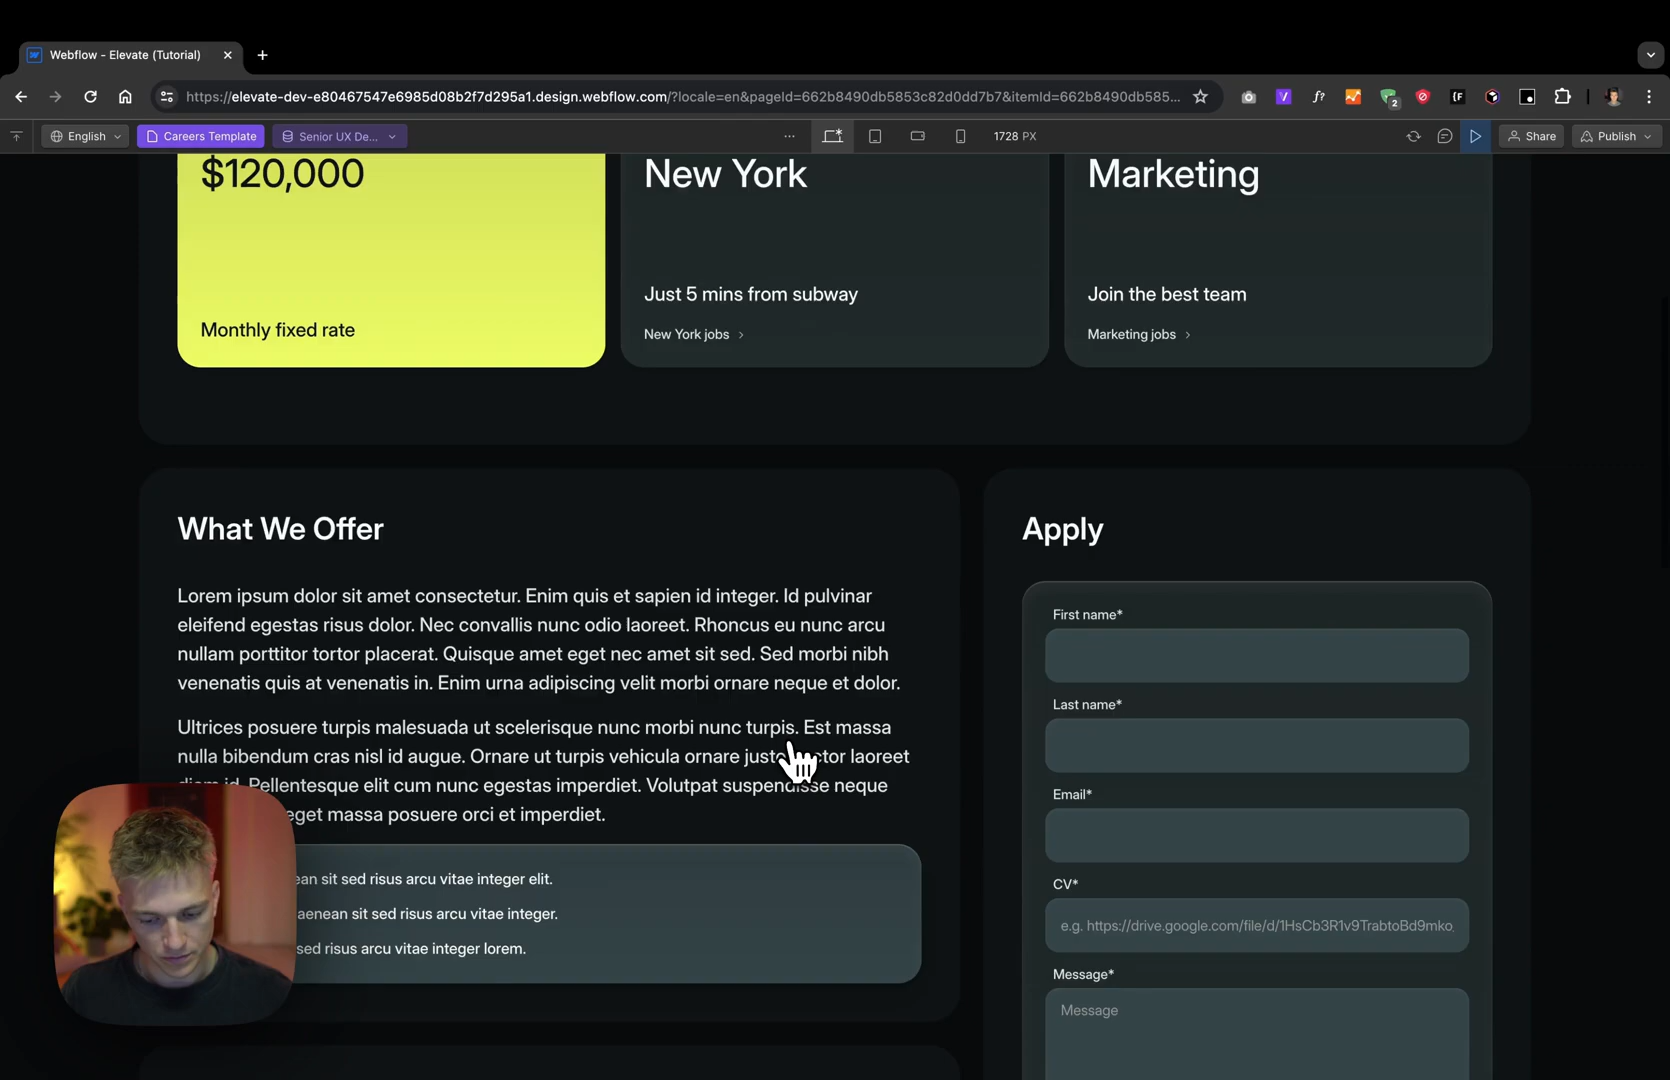 Webflow - Elevate (Tutorial)
https://elevate-dev-e80467547e6985d08b2f7d295a1.design.webflow.com/?locale=en&pageId=662b8490db5853c82d0dd7b7&itemId=662b8490db585...
2
English
Careers Template
Senior UX De...
1728 PX
Share
Publish
$120,000
New York
Marketing
Just 5 mins from subway
Join the best team
Monthly fixed rate
New York jobs
Marketing jobs
What We Offer
Lorem ipsum dolor sit amet consectetur. Enim quis et sapien id integer. Id pulvinar
eleifend egestas risus dolor. Nec convallis nunc odio laoreet. Rhoncus eu nunc arcu
nullam porttitor tortor placerat. Quisque amet eget nec amet sit sed. Sed morbi nibh
venenatis quis at venenatis in. Enim urna adipiscing velit morbi ornare neque et dolor.
Ultrices posuere turpis malesuada ut scelerisque nunc morbi nunc turpis. Est massa
nulla bibendum cras nisl id augue. Ornare ut turpis vehicula ornare laoreet
id. Pellentesque elit cum nunc egestas imperdiet. Volutpat neque
eget massa posuere orci et imperdiet.
sit sed risus arcu vitae integer elit.
aenean sit sed risus arcu vitae integer.
sed risus arcu vitae integer lorem.
Apply
First name*
Last name*
Email*
CV*
e.g. https://drive.google.com/file/d/1HsCb3R1v9TrabtoBd9mko
Message*
Message